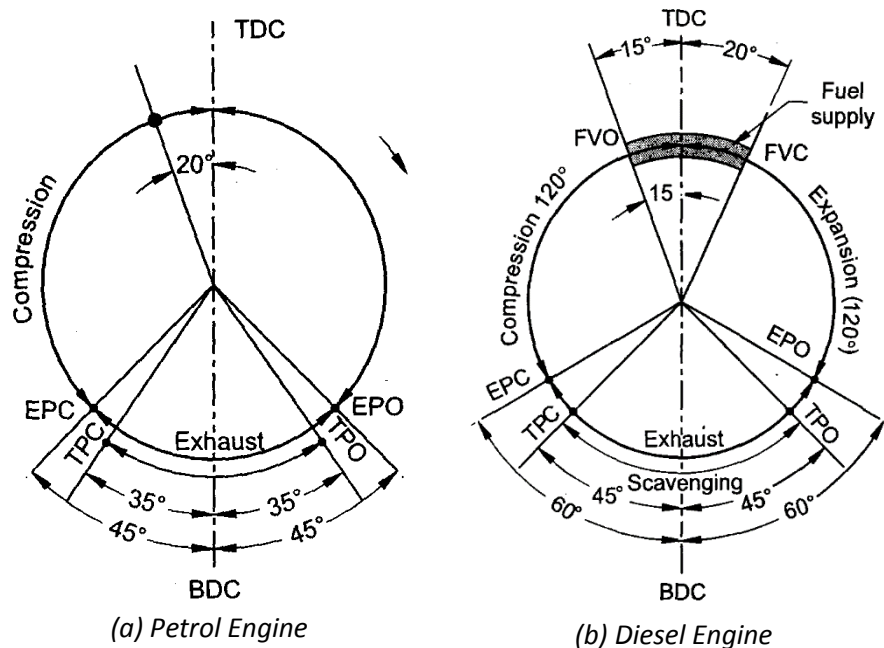 TDC
20°
Compression
EPC
EPO
TPC
TPO
Exhaust
35°
35°
45°
45°
BDC
(a) Petrol Engine
TDC
15°
20°
Fuel
supply
FVO
FVC
15
Compression 120°
Expansion (120°)
EPC
EPO
TPC
TPO
Exhaust
Scavenging
45°
45°
60°
60°
BDC
(b) Diesel Engine